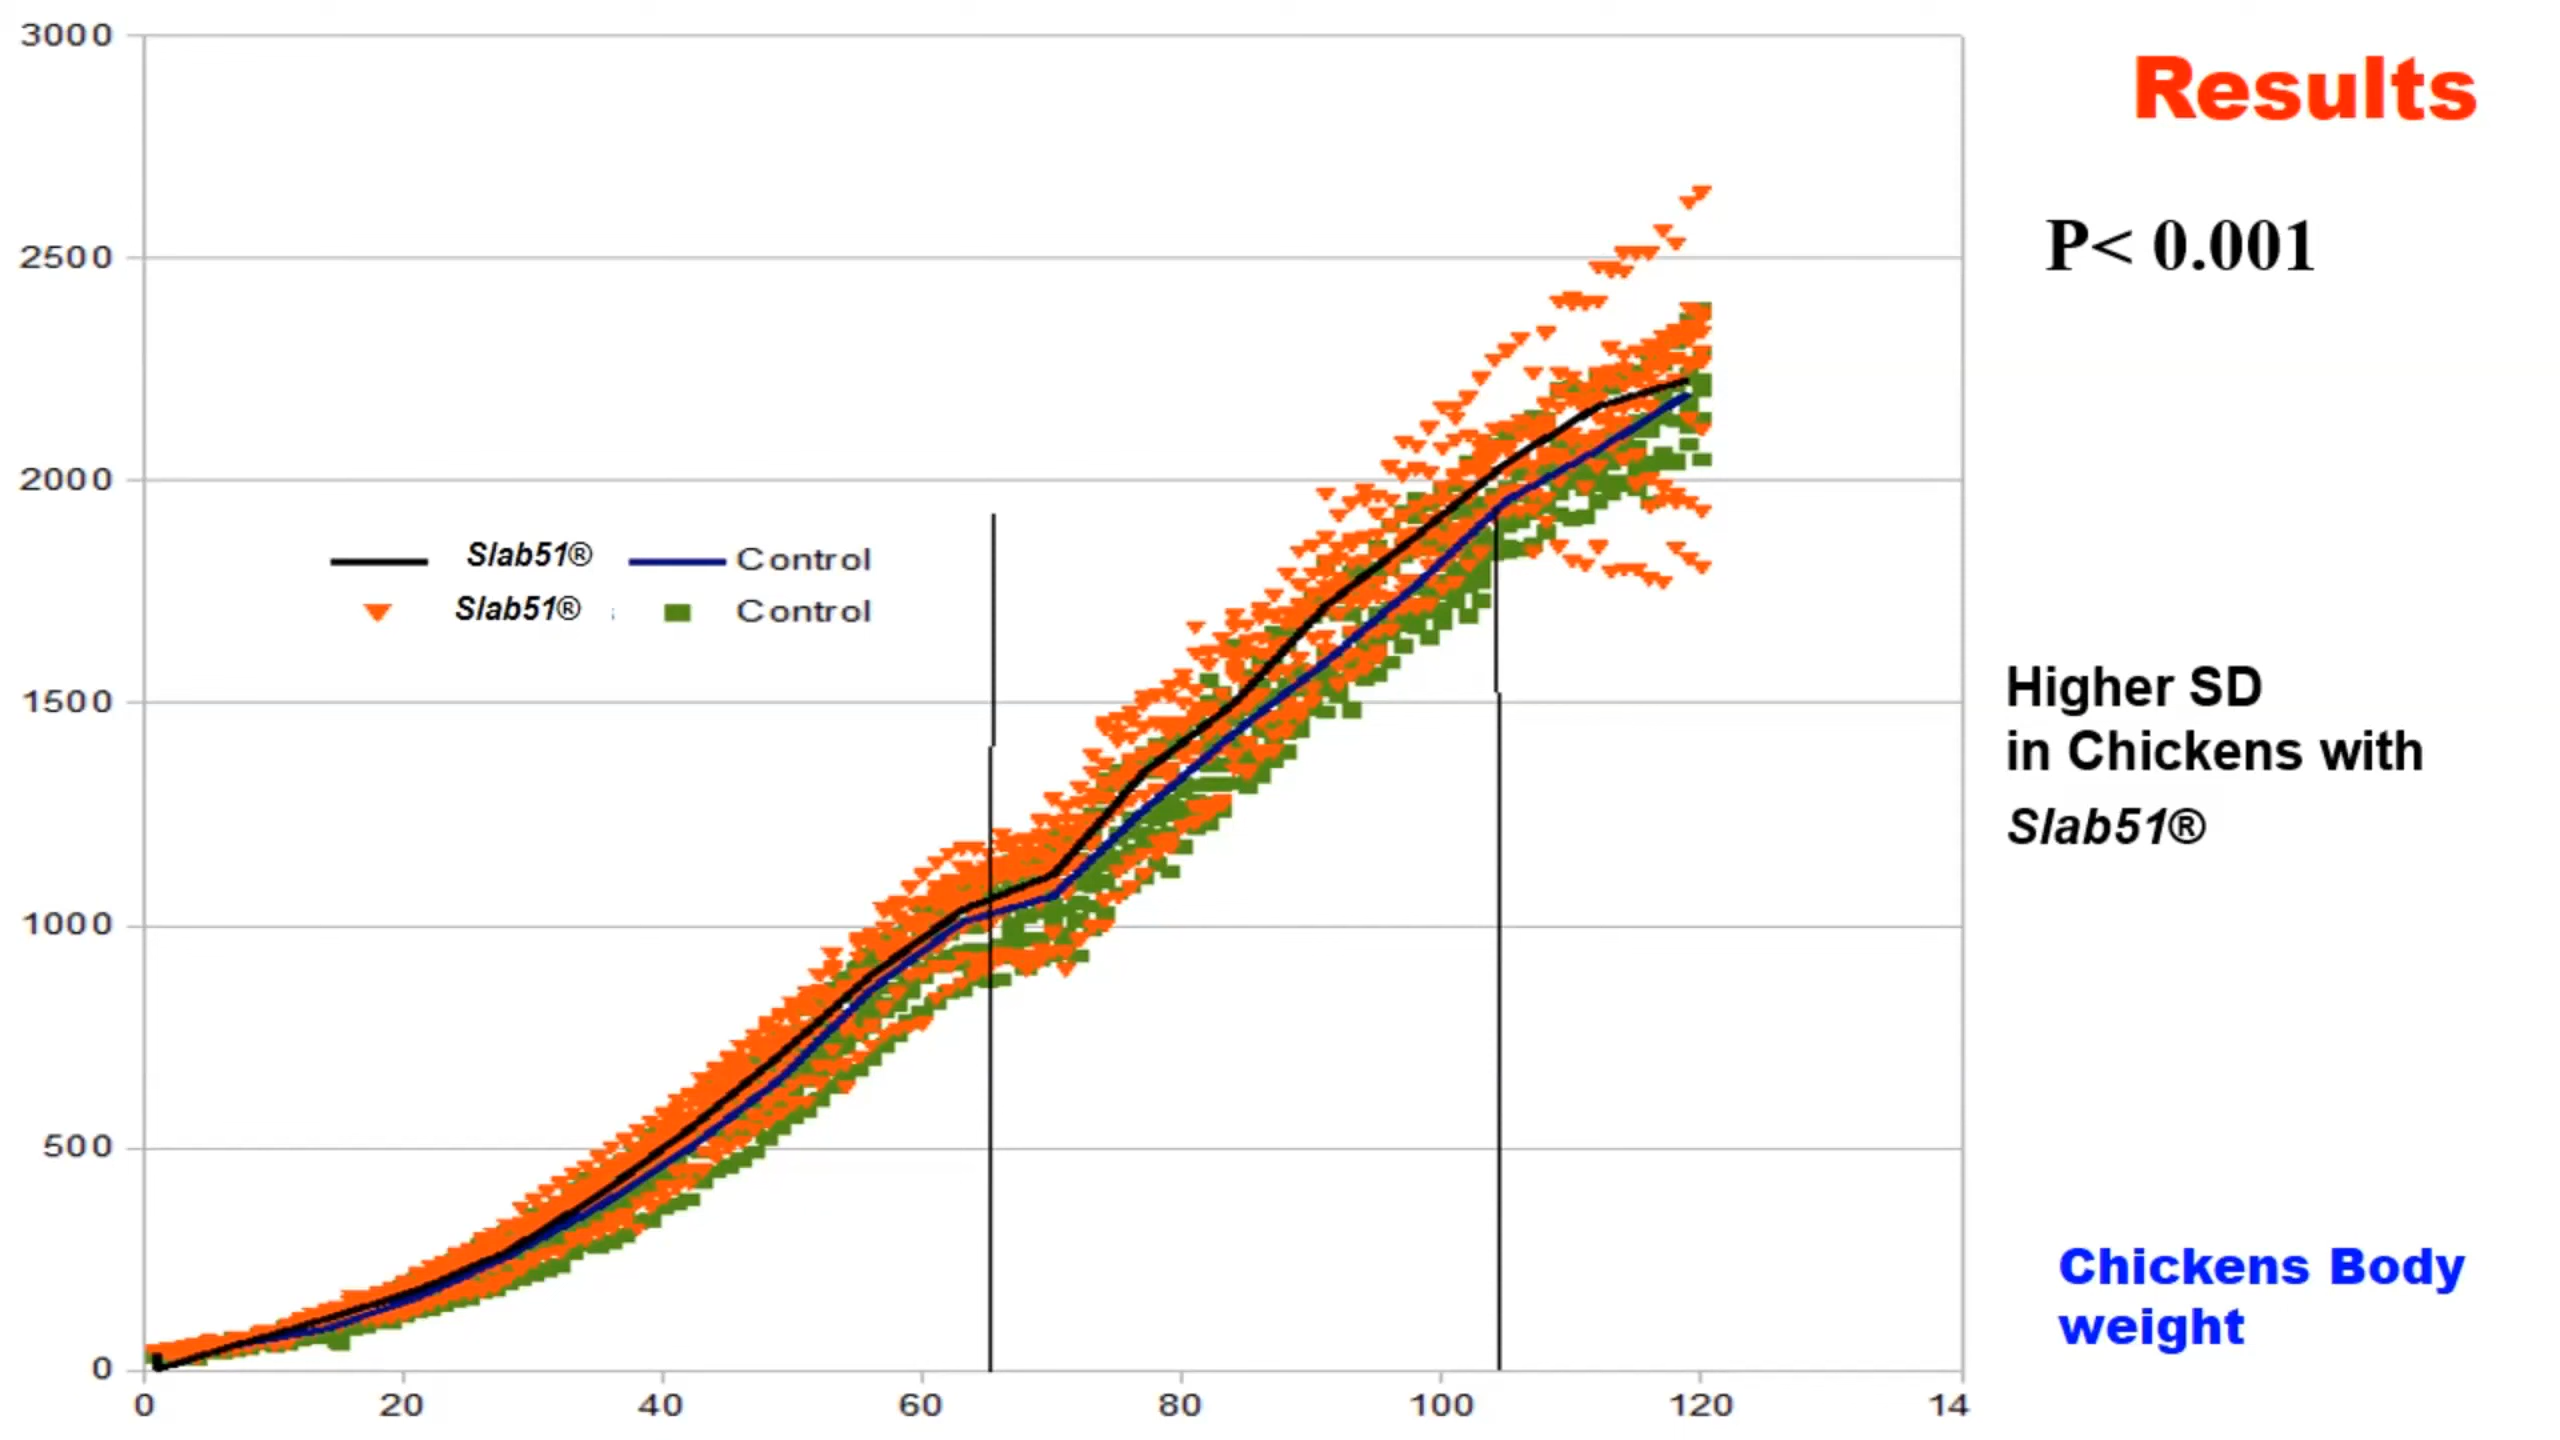 3000
2500
2000
1500
1000
500
0
0 20 40 60 80 100 120 14
Slab51® Control
Slab51® Control
Results
P< 0.001
Higher SD
in Chickens with
Slab51®
Chickens Body
weight